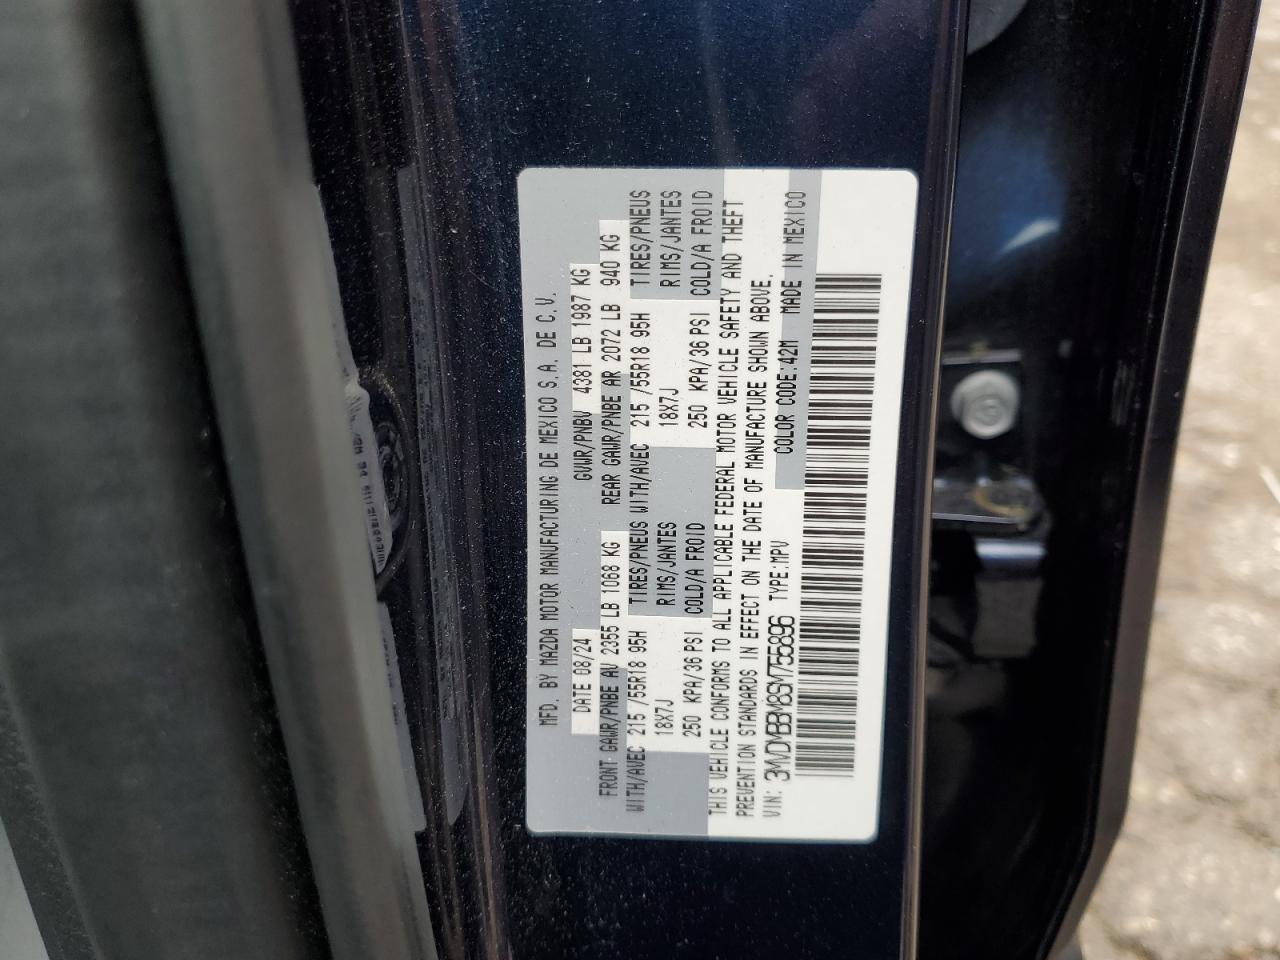 MFD. BY MAZDA MOTOR MANUFACTURING DE MEXICO S.A. DE C.V.
DATE 08/24 GVWR/PNBV 4381 LB 1987 KG
FRONT GAWR/PNBE AV 2355 LB 1068 KG REAR GAWR/PNBE AR 2072 LB 940 KG
WITH/AVEC 215 /55R18 95H TIRES/PNEUS WITH/AVEC 215 /55R18 95H TIRES/PNEUS
18X7J RIMS/JANTES 18X7J RIMS/JANTES
250 KPA/36 PSI COLD/A FROID 250 KPA/36 PSI COLD/A FROID
THIS VEHICLE CONFORMS TO ALL APPLICABLE FEDERAL MOTOR VEHICLE SAFETY AND THEFT
PREVENTION STANDARDS IN EFFECT ON THE DATE OF MANUFACTURE SHOWN ABOVE.
VIN: 3MVDMBBM8SM755896 TYPE:MPV COLOR CODE:42M MADE IN MEXICO